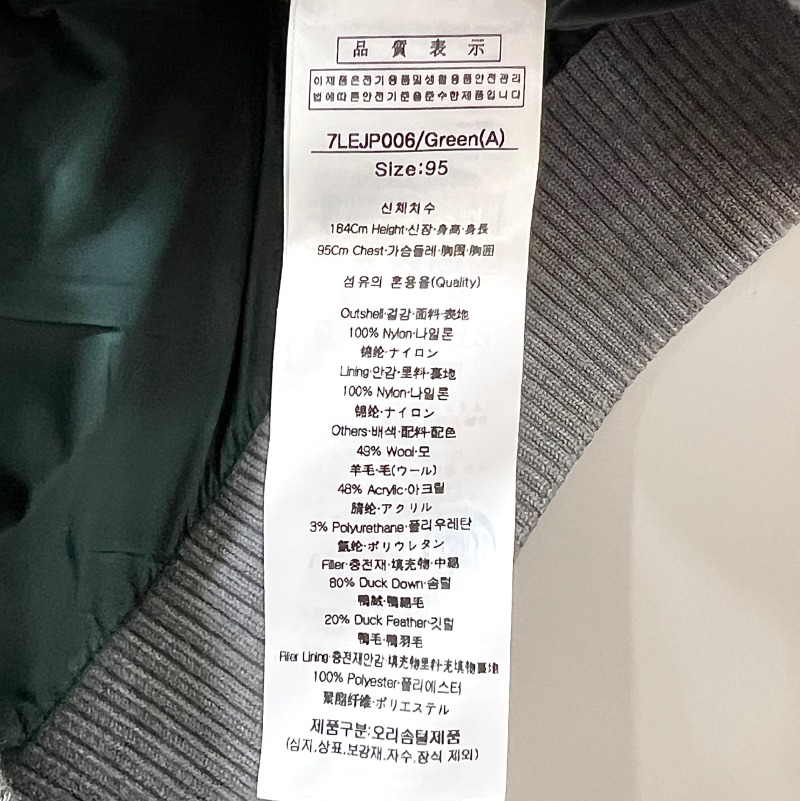 品質表示
이제품은전기용품및생활용품안전관리
법에따른안전기준을준수한제품입니다
7LEJP006/Green(A)
Size:95
신체치수
184Cm Height·신장·身高·身長
95Cm Chest·가슴둘레·胸围·胸囲
섬유의 혼용율(Quality)
Outshell·겉감·面料·表地
100% Nylon·나일론
锦纶·ナイロン
Lining·안감·里料·裏地
100% Nylon·나일론
锦纶·ナイロン
Others·배색·配料·配色
49% Wool·모
羊毛·毛(ウール)
48% Acrylic·아크릴
腈纶·アクリル
3% Polyurethane·폴리우레탄
氨纶·ポリウレタン
Filler·충전재·填充物·中綿
80% Duck Down·솜털
鸭绒·鴨綿毛
20% Duck Feather·깃털
鸭毛·鴨羽毛
Filler Lining·충전재안감·填充物里料·充填物裏地
100% Polyester·폴리에스터
聚酯纤维·ポリエステル
제품구분:오리솜털제품
(심지,상표,보강재,자수,장식 제외)